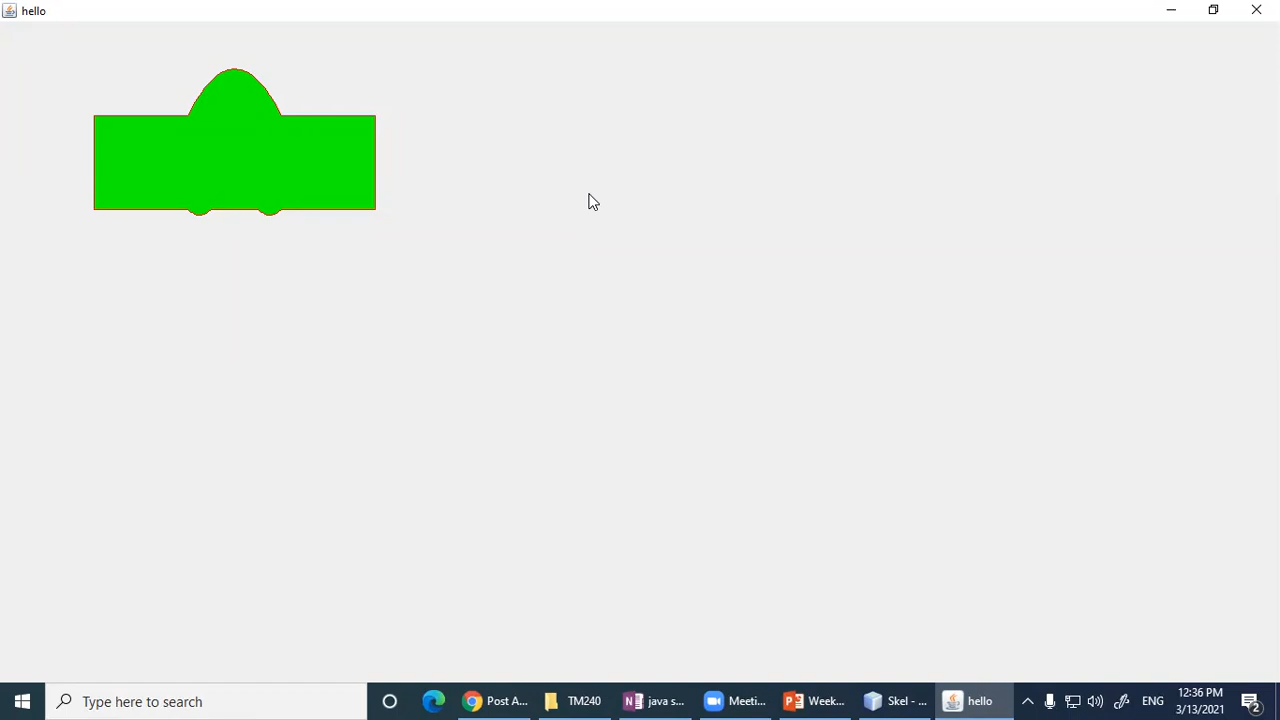 hello
Type here to search
Post A...
TM240
java s...
Meeti...
Week...
Skel - ...
hello
ENG
12:36 PM
3/13/2021
2